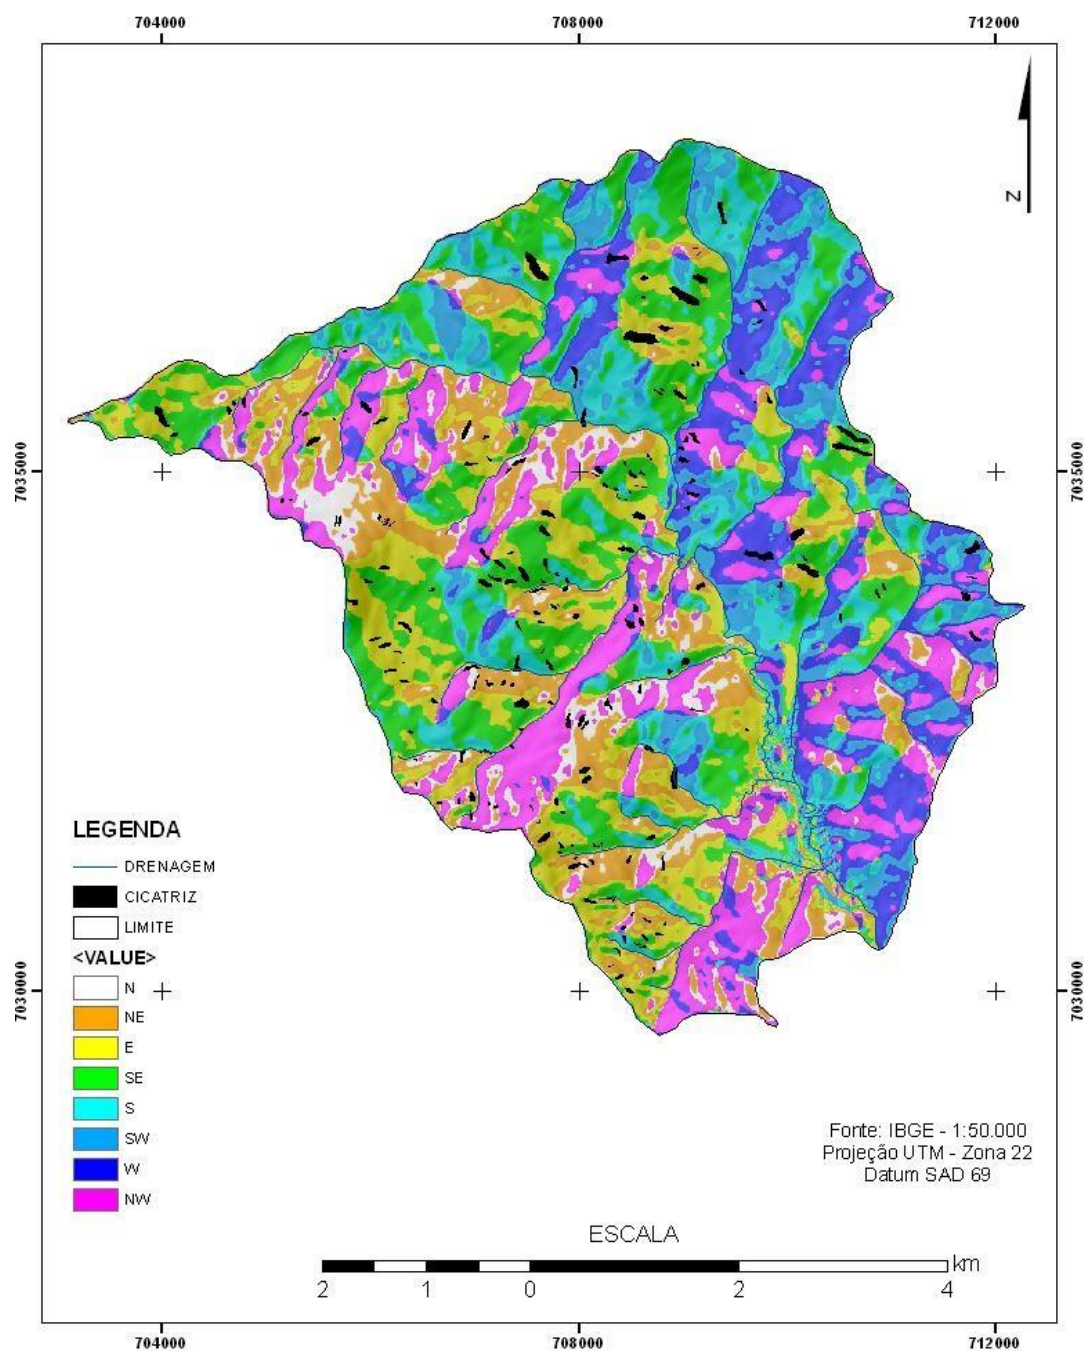 704000
708000
712000
N
7035000
7035000
LEGENDA
DRENAGEM
CICATRIZ
LIMITE
<VALUE>
N
NE
E
SE
S
SW
W
NW
7030000
7030000
Fonte: IBGE - 1:50.000
Projeção UTM - Zona 22
Datum SAD 69
ESCALA
km
2 1 0 2 4
704000
708000
712000